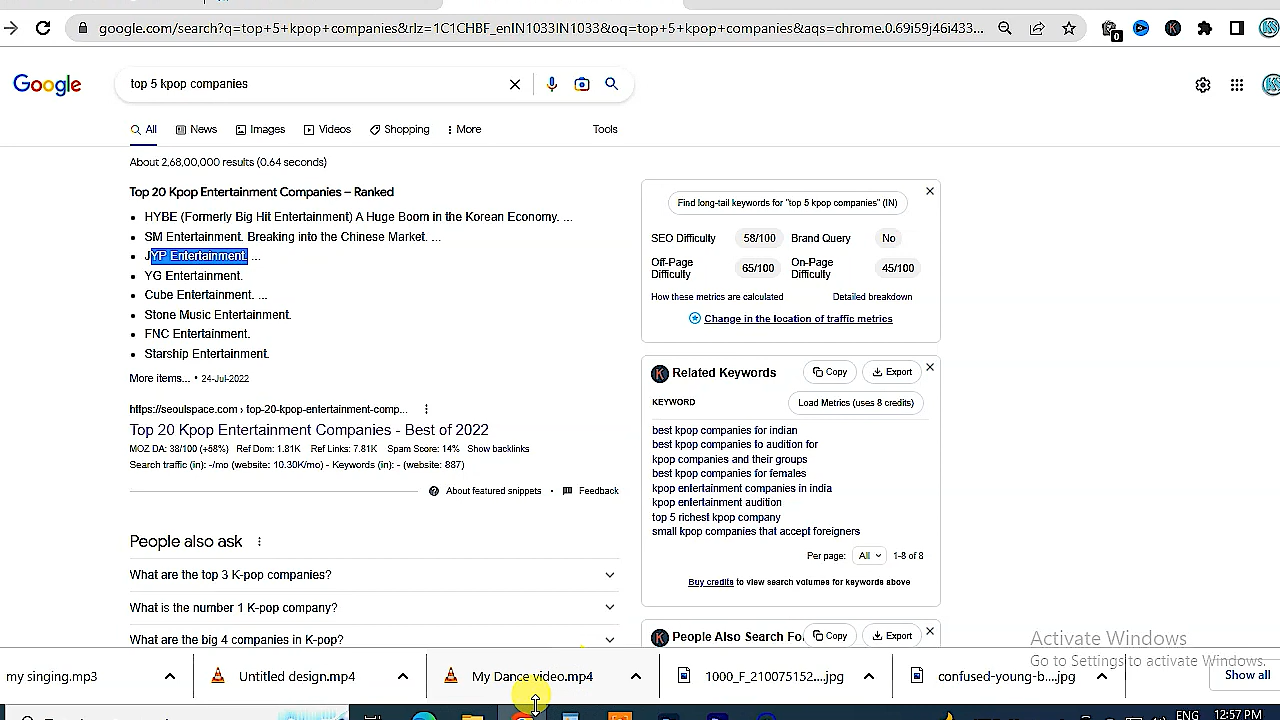 google.com/search?q=top+5+kpop+companies&rlz=1C1CHBF_enIN1033IN1033&oq=top+5+kpop+companies&aqs=chrome.0.69i59j46i433...
0
Google
top 5 kpop companies
All
News
Images
Videos
Shopping
More
Tools
About 2,68,00,000 results (0.64 seconds)
Top 20 Kpop Entertainment Companies – Ranked
HYBE (Fomerly Big Hit Entertainment) A Huge Boom in the Korean Economy. ...
SM Entertainment. Breaking into the Chinese Market. ...
JYP Entertainment. ...
YG Entertainment.
Cube Entertainment. ...
Stone Music Entertainment.
FNC Entertainment.
Starship Entertainment.
More items... • 24-Jul-2022
https://seoulspace.com › top-20-kpop-entertainment-comp...
Top 20 Kpop Entertainment Companies - Best of 2022
MOZ DA: 38/100 (+58%) Ref Dom: 1.81K Ref Links: 7.81K Spam Score: 14% Show backlinks
Search traffic (in): -/mo (website: 10.30K/mo) - Keywords (in): - (website: 887)
About featured snippets • Feedback
People also ask
What are the top 3 K-pop companies?
What is the number 1 K-pop company?
What are the big 4 companies in K-pop?
Find long-tail keywords for "top 5 kpop companies" (IN)
SEO Difficulty 58/100 Brand Query No
Off-Page Difficulty 65/100 On-Page Difficulty 45/100
How these metrics are calculated Detailed breakdown
Change in the location of traffic metrics
K Related Keywords Copy Export
KEYWORD Load Metrics (uses 8 credits)
best kpop companies for indian
best kpop companies to audition for
kpop companies and their groups
best kpop companies for females
kpop entertainment companies in india
kpop entertainment audition
top 5 richest kpop company
small kpop companies that accept foreigners
Per page: All 1-8 of 8
Buy credits to view search volumes for keywords above
K People Also Search Fo Copy Export
Activate Windows
Go to Settings to activate Windows.
my singing.mp3
Untitled design.mp4
My Dance video.mp4
1000_F_210075152....jpg
confused-young-b....jpg
Show all
12:57 PM